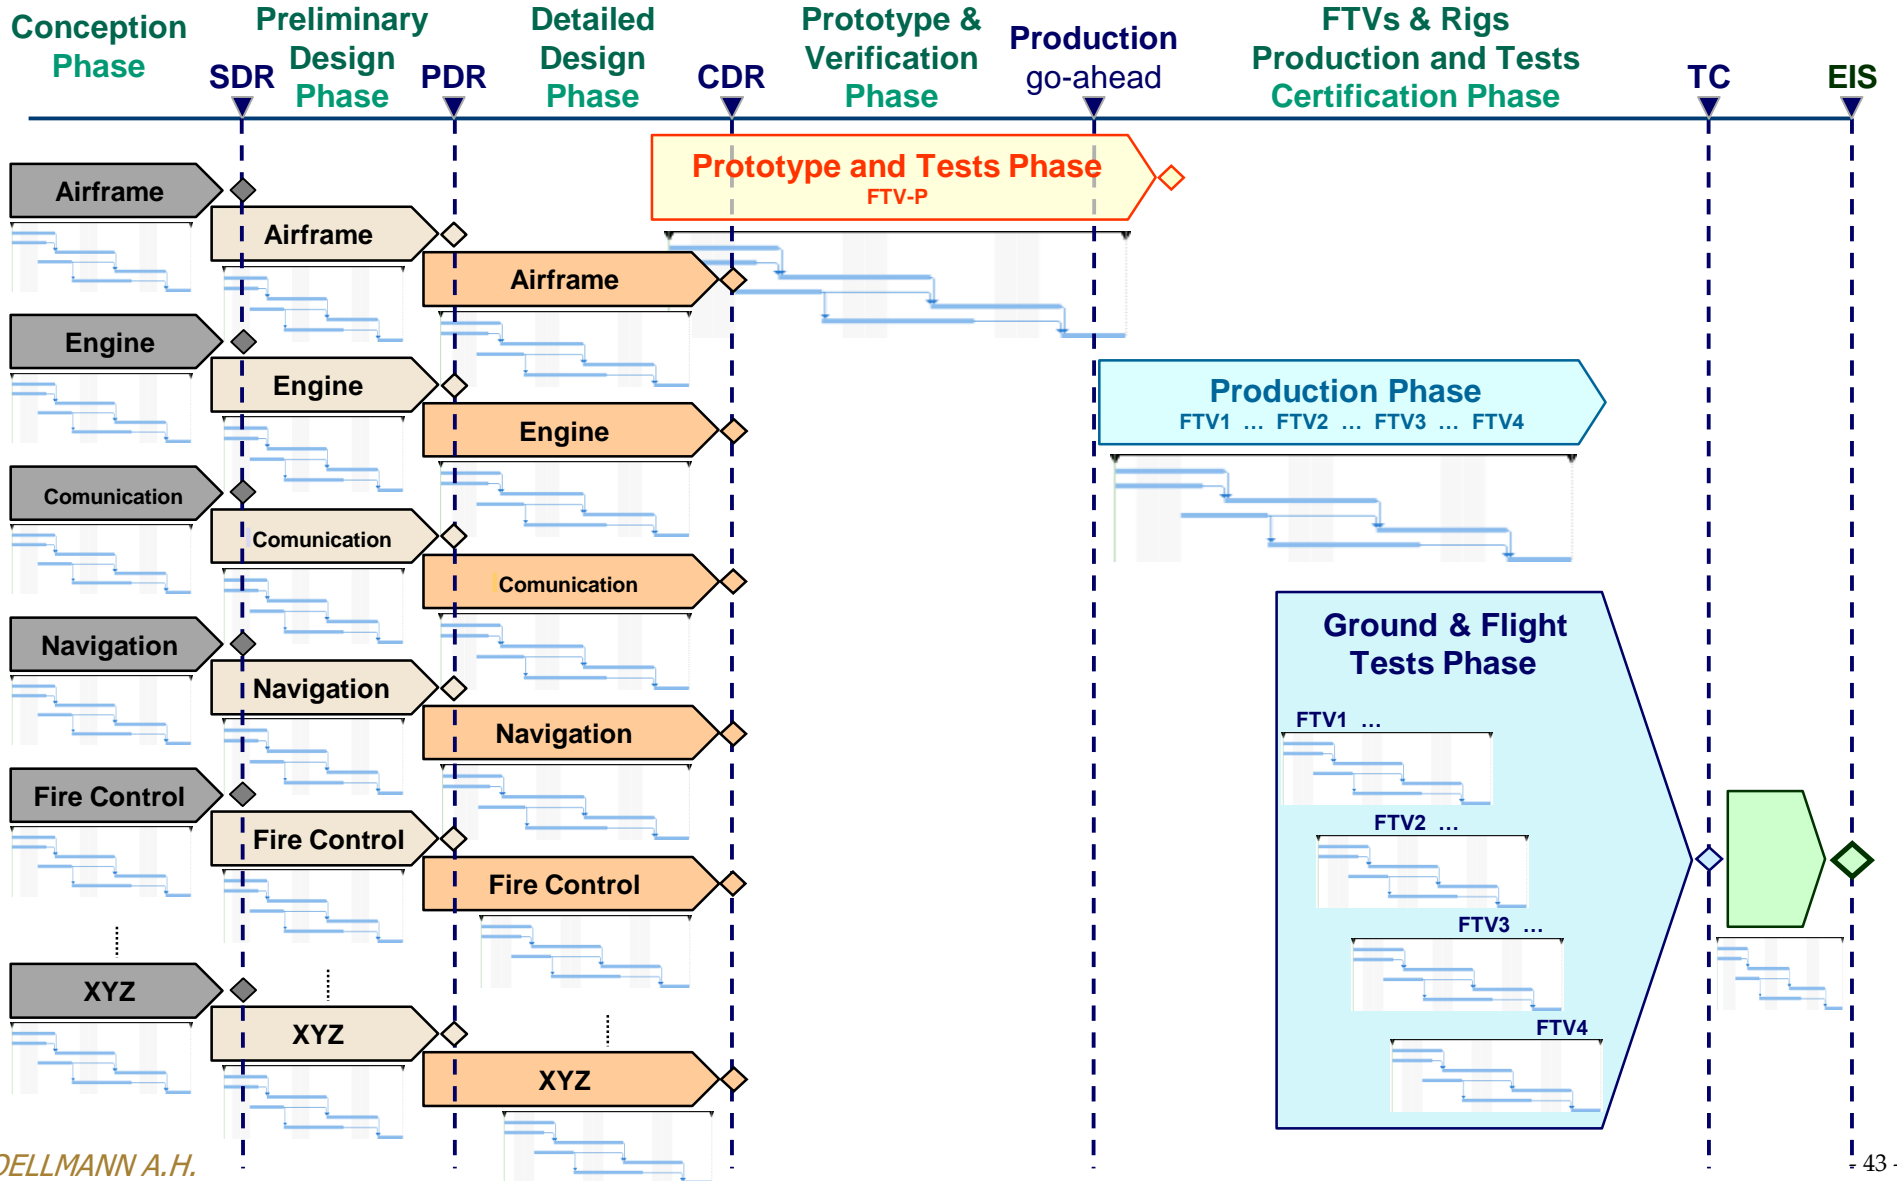 Conception
Phase
SDR
Preliminary
Design
Phase
PDR
Detailed
Design
Phase
CDR
Prototype &
Verification
Phase
Production
go-ahead
FTVs & Rigs
Production and Tests
Certification Phase
TC
EIS
Prototype and Tests Phase
FTV-P
Airframe
Airframe
Airframe
Engine
Engine
Engine
Production Phase
FTV1 ... FTV2 ... FTV3 ... FTV4
Comunication
Comunication
Comunication
Navigation
Navigation
Navigation
Ground & Flight
Tests Phase
FTV1 ...
FTV2 ...
FTV3 ...
FTV4
Fire Control
Fire Control
Fire Control
XYZ
XYZ
XYZ
DELLMANN A.H.
- 43 -